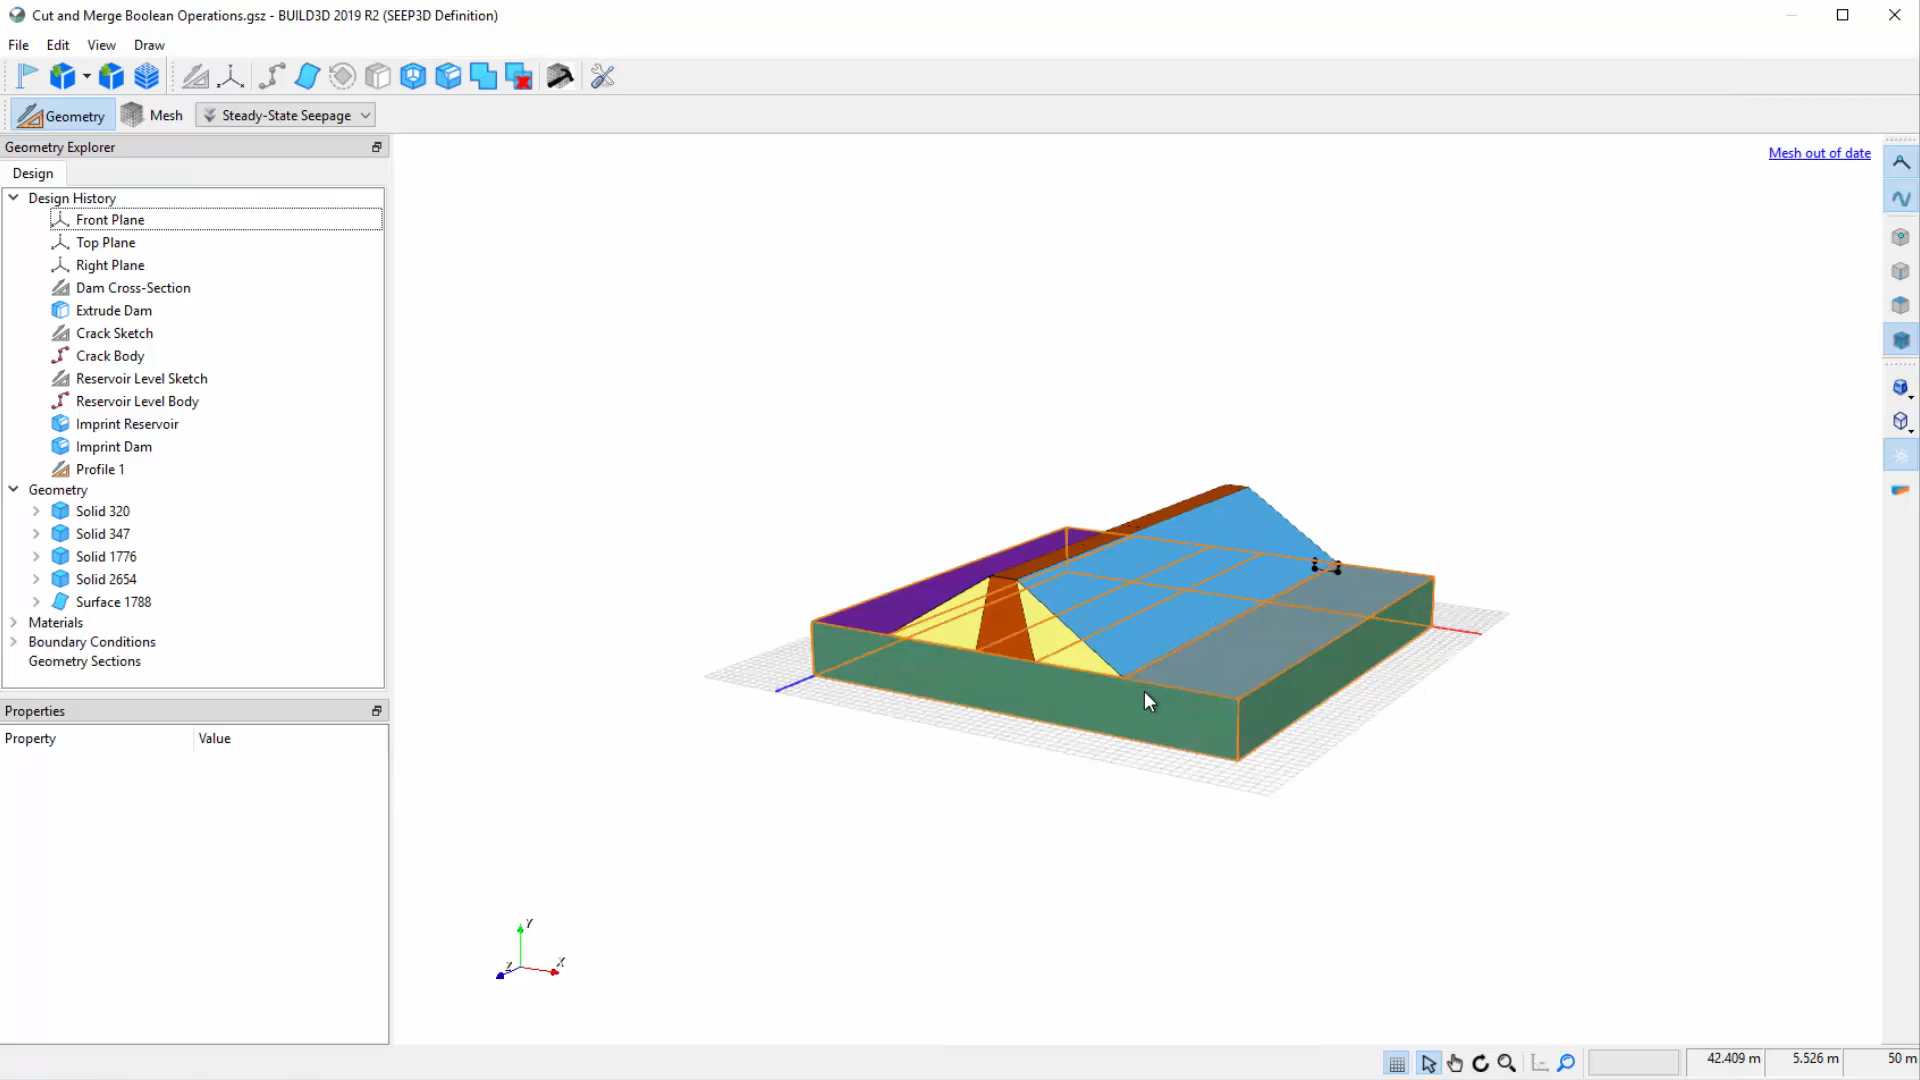 Cut and Merge Boolean Operations.gsz - BUILD3D 2019 R2 (SEEP3D Definition)
File Edit View Draw
Geometry Mesh Steady-State Seepage
Geometry Explorer
Mesh out of date
Design
Design History
Front Plane
Top Plane
Right Plane
Dam Cross-Section
Extrude Dam
Crack Sketch
Crack Body
Reservoir Level Sketch
Reservoir Level Body
Imprint Reservoir
Imprint Dam
Profile 1
Geometry
Solid 320
Solid 347
Solid 1776
Solid 2654
Surface 1788
Materials
Boundary Conditions
Geometry Sections
Properties
Property Value
Y
Z X
42.409 m 5.526 m 50 m